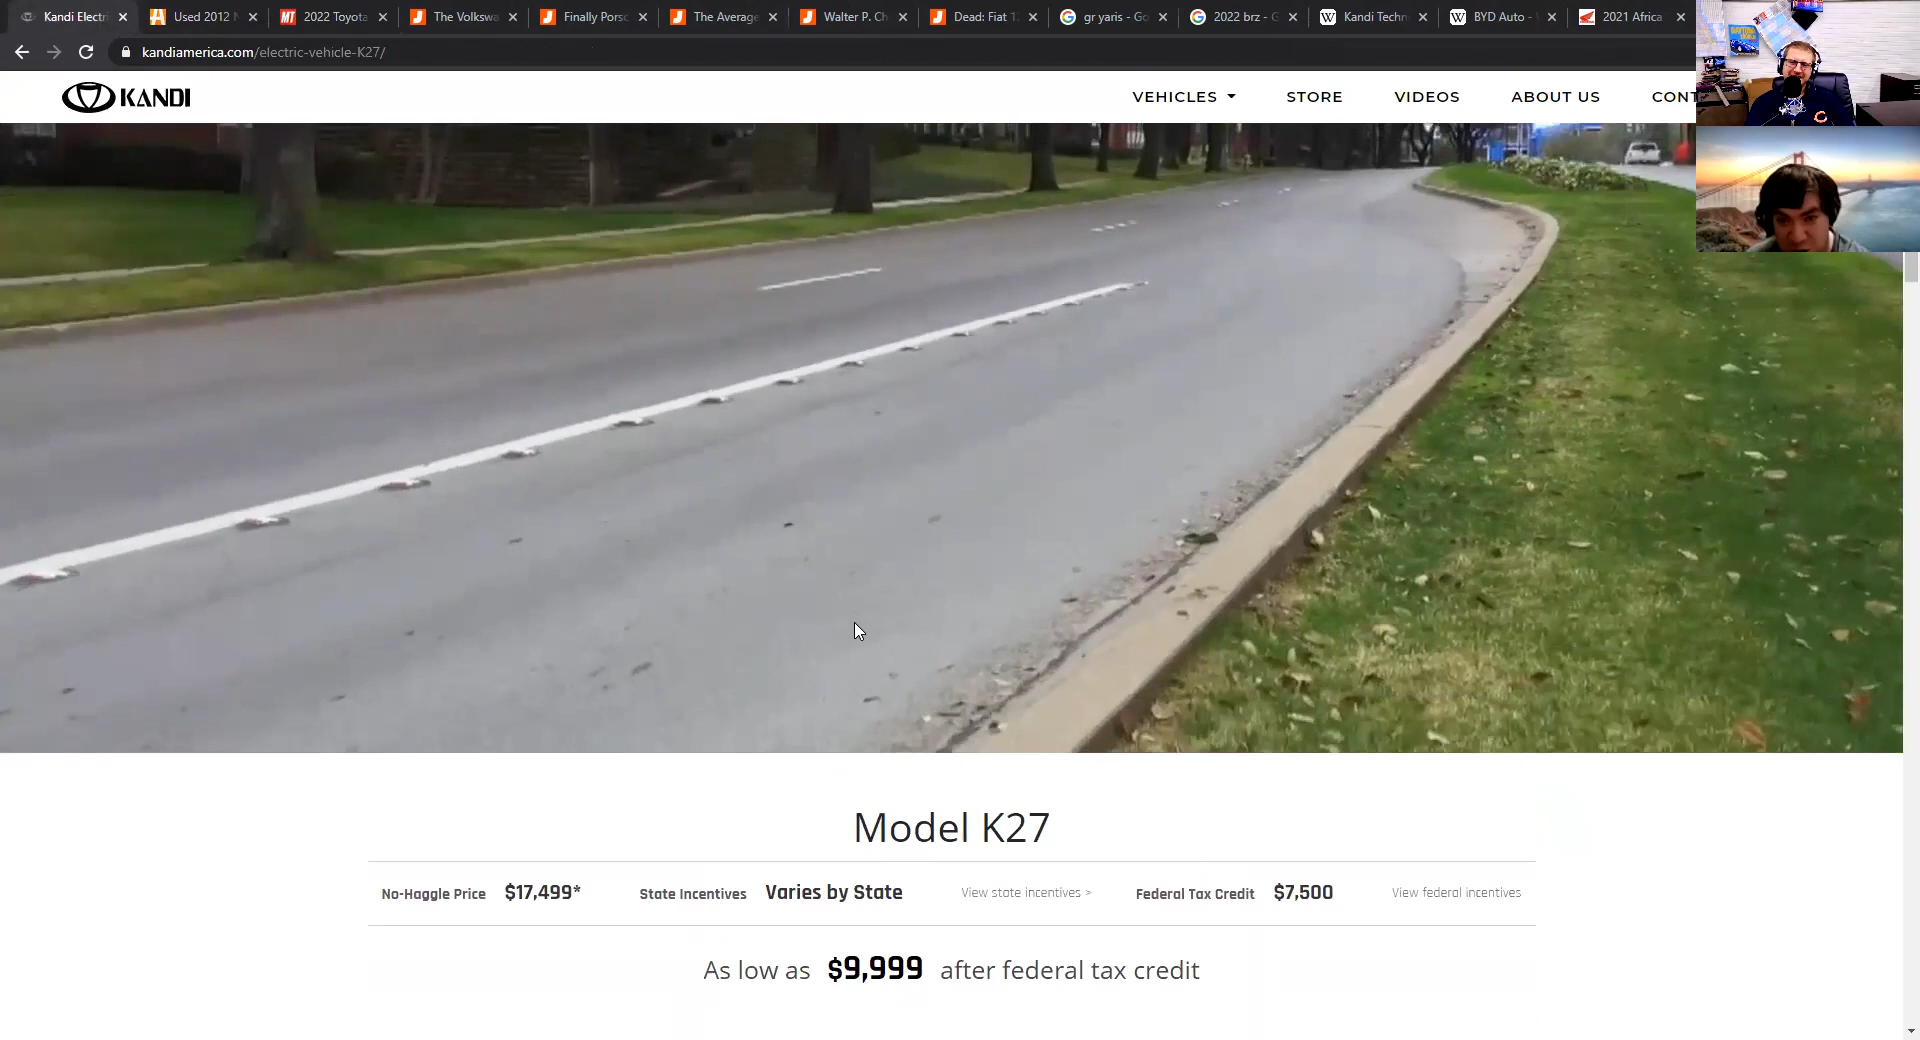 Kandi Electri
Used 2012 N
2022 Toyota
The Volkswa
Finally Porsc
The Average
Walter P. Ch
Dead: Fiat 1
gr yaris - Go
2022 brz - G
Kandi Techn
BYD Auto -
2021 Africa
kandiamerica.com/electric-vehicle-K27/
KANDI
VEHICLES
STORE
VIDEOS
ABOUT US
CONT
Model K27
No-Haggle Price $17,499* State Incentives Varies by State View state incentives > Federal Tax Credit $7,500 View federal incentives
As low as $9,999 after federal tax credit